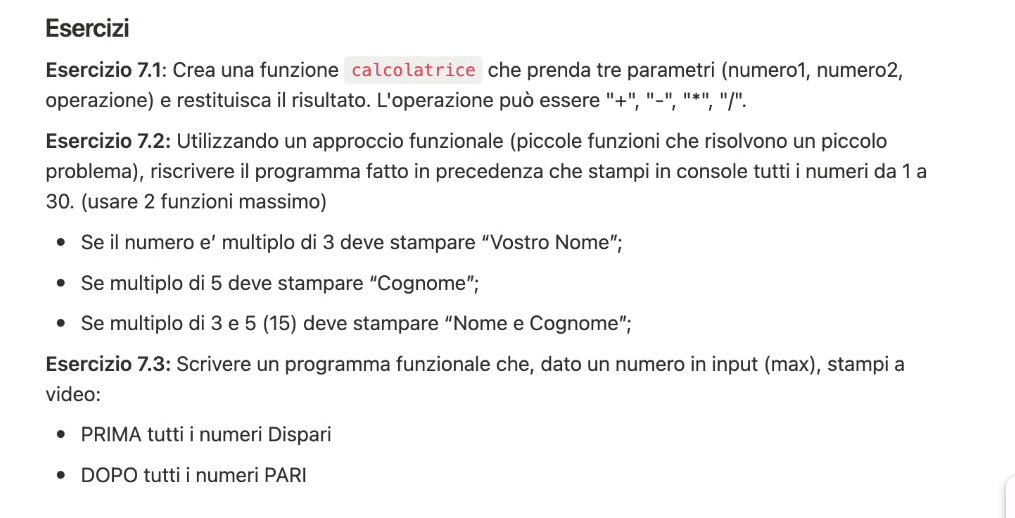 Esercizi
Esercizio 7.1: Crea una funzione calcolatrice che prenda tre parametri (numero1, numero2,
operazione) e restituisca il risultato. L'operazione può essere "+", "-", "*", "/".
Esercizio 7.2: Utilizzando un approccio funzionale (piccole funzioni che risolvono un piccolo
problema), riscrivere il programma fatto in precedenza che stampi in console tutti i numeri da 1 a
30. (usare 2 funzioni massimo)
• Se il numero e’ multiplo di 3 deve stampare “Vostro Nome”;
• Se multiplo di 5 deve stampare “Cognome”;
• Se multiplo di 3 e 5 (15) deve stampare “Nome e Cognome”;
Esercizio 7.3: Scrivere un programma funzionale che, dato un numero in input (max), stampi a
video:
• PRIMA tutti i numeri Dispari
• DOPO tutti i numeri PARI